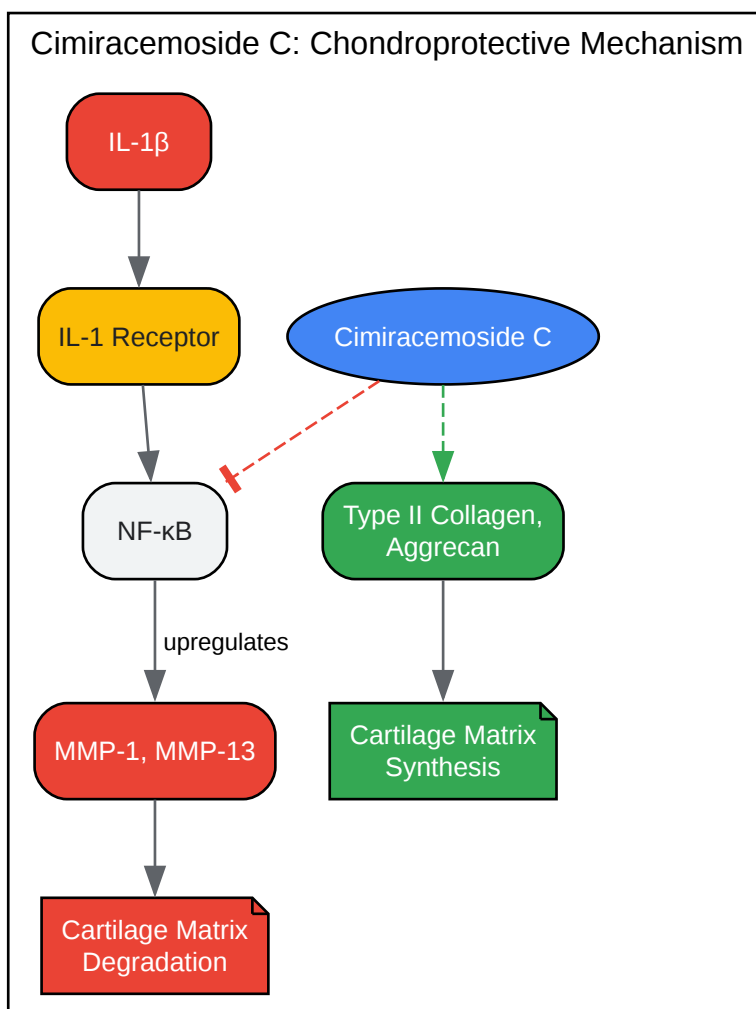 Cimiracemoside C: Chondroprotective Mechanism
IL-1β
IL-1 Receptor
Cimiracemoside C
NF-κB
Type II Collagen,
Aggrecan
upregulates
MMP-1, MMP-13
Cartilage Matrix
Synthesis
Cartilage Matrix
Degradation